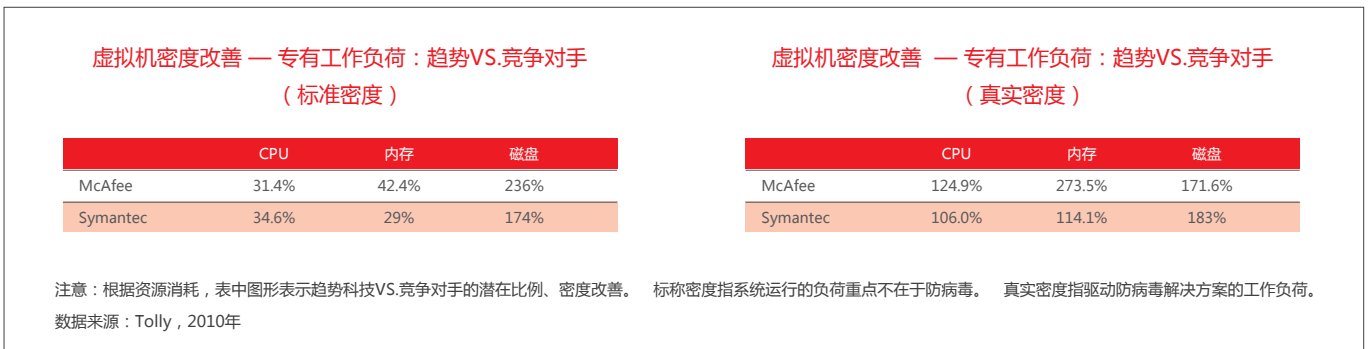 虚拟机密度改善 — 专有工作负荷：趋势VS.竞争对手
（标准密度）
CPU 内存 磁盘
McAfee 31.4% 42.4% 236%
Symantec 34.6% 29% 174%
虚拟机密度改善 — 专有工作负荷：趋势VS.竞争对手
（真实密度）
CPU 内存 磁盘
McAfee 124.9% 273.5% 171.6%
Symantec 106.0% 114.1% 183%
注意：根据资源消耗，表中图形表示趋势科技VS.竞争对手的潜在比例、密度改善。 标称密度指系统运行的负荷重点不在于防病毒。 真实密度指驱动防病毒解决方案的工作负荷。
数据来源：Tolly，2010年